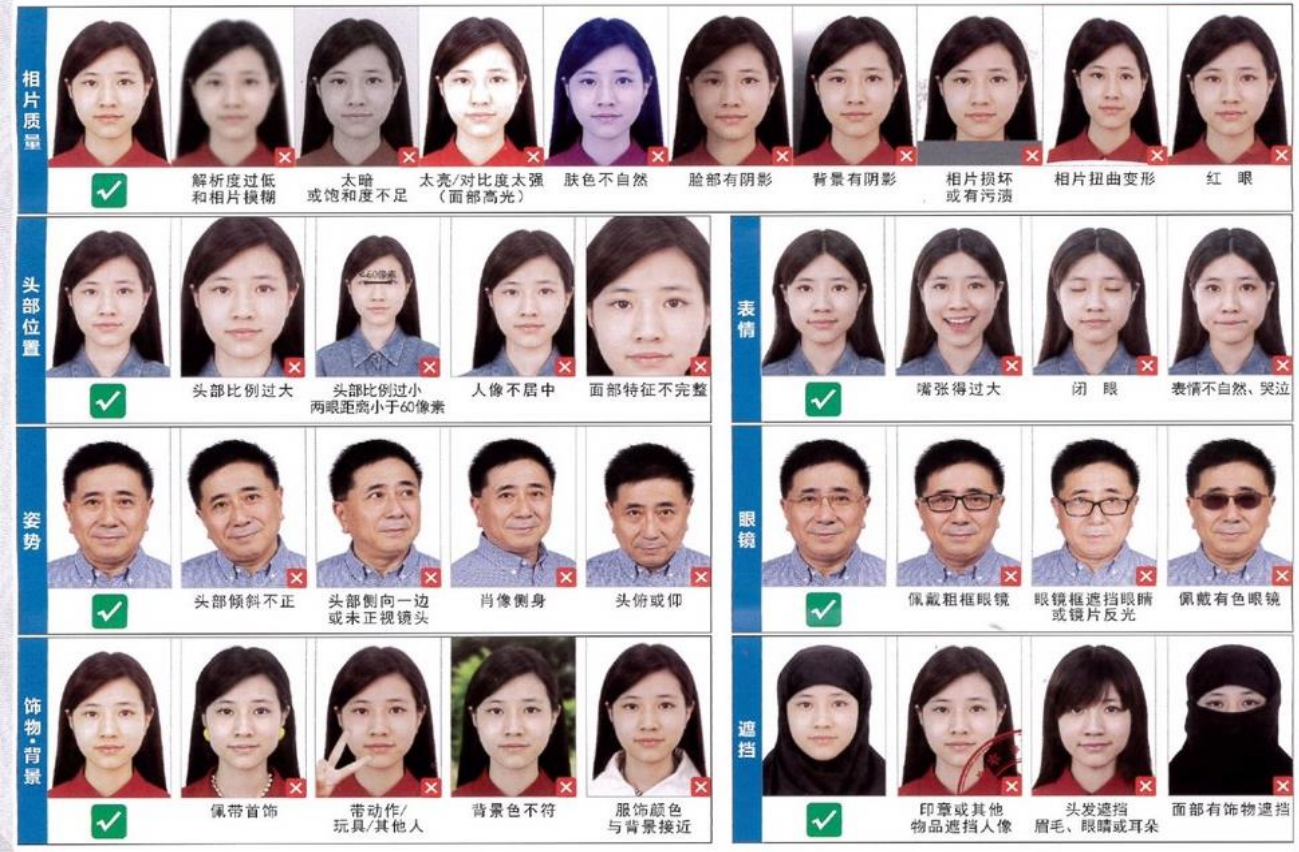 相片质量
解析度过低
和相片模糊
太暗
或饱和度不足
太亮/对比度太强
(面部高光)
肤色不自然
脸部有阴影
背景有阴影
相片损坏
或有污渍
相片扭曲变形
红 眼
头部位置
<60像素
头部比例过大
头部比例过小
两眼距离小于60像素
人像不居中
面部特征不完整
表情
嘴张得过大
闭 眼
表情不自然、哭泣
姿势
头部倾斜不正
头部侧向一边
或未正视镜头
肖像侧身
头俯或仰
眼镜
佩戴粗框眼镜
眼镜框遮挡眼睛
或镜片反光
佩戴有色眼镜
饰物·背景
佩带首饰
带动作/
玩具/其他人
背景色不符
服饰颜色
与背景接近
遮挡
印章或其他
物品遮挡人像
头发遮挡
眉毛、眼睛或耳朵
面部有饰物遮挡